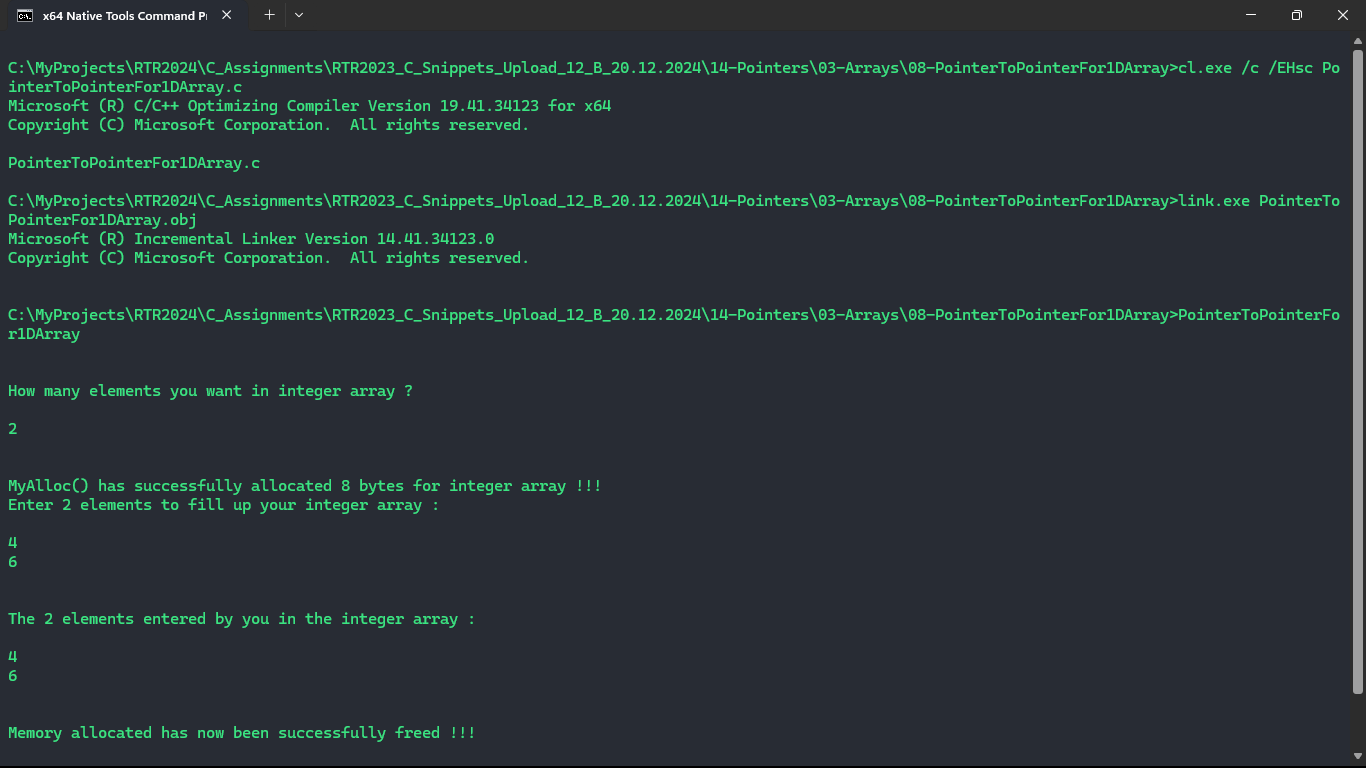 x64 Native Tools Command P
C:\MyProjects\RTR2024\C_Assignments\RTR2023_C_Snippets_Upload_12_B_20.12.2024\14-Pointers\03-Arrays\08-PointerToPointerFor1DArray>cl.exe /c /EHsc Po
interToPointerFor1DArray.c
Microsoft (R) C/C++ Optimizing Compiler Version 19.41.34123 for x64
Copyright (C) Microsoft Corporation.  All rights reserved.
PointerToPointerFor1DArray.c
C:\MyProjects\RTR2024\C_Assignments\RTR2023_C_Snippets_Upload_12_B_20.12.2024\14-Pointers\03-Arrays\08-PointerToPointerFor1DArray>link.exe PointerTo
PointerFor1DArray.obj
Microsoft (R) Incremental Linker Version 14.41.34123.0
Copyright (C) Microsoft Corporation.  All rights reserved.
C:\MyProjects\RTR2024\C_Assignments\RTR2023_C_Snippets_Upload_12_B_20.12.2024\14-Pointers\03-Arrays\08-PointerToPointerFor1DArray>PointerToPointerFo
r1DArray
How many elements you want in integer array ?
2
MyAlloc() has successfully allocated 8 bytes for integer array !!!
Enter 2 elements to fill up your integer array :
4
6
The 2 elements entered by you in the integer array :
4
6
Memory allocated has now been successfully freed !!!